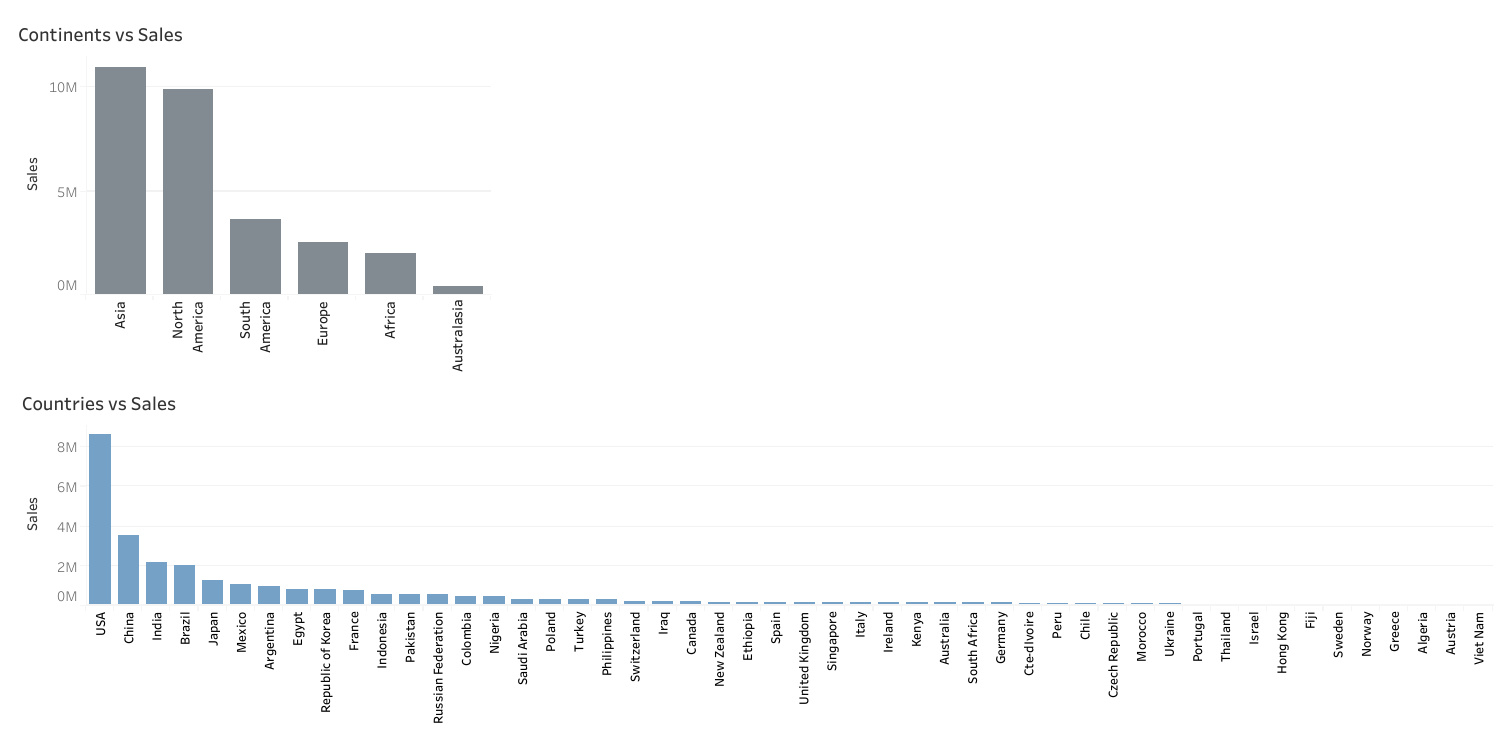 Continents vs Sales
10M
5M
0M
Sales
Asia
North
America
South
America
Europe
Africa
Australasia
Countries vs Sales
8M
6M
4M
2M
0M
Sales
USA
China
India
Brazil
Japan
Mexico
Argentina
Egypt
Republic of Korea
France
Indonesia
Pakistan
Russian Federation
Colombia
Nigeria
Saudi Arabia
Poland
Turkey
Philippines
Switzerland
Iraq
Canada
New Zealand
Ethiopia
Spain
United Kingdom
Singapore
Italy
Ireland
Kenya
Australia
South Africa
Germany
Cte-dIvoire
Peru
Chile
Czech Republic
Morocco
Ukraine
Portugal
Thailand
Israel
Hong Kong
Fiji
Sweden
Norway
Greece
Algeria
Austria
Viet Nam